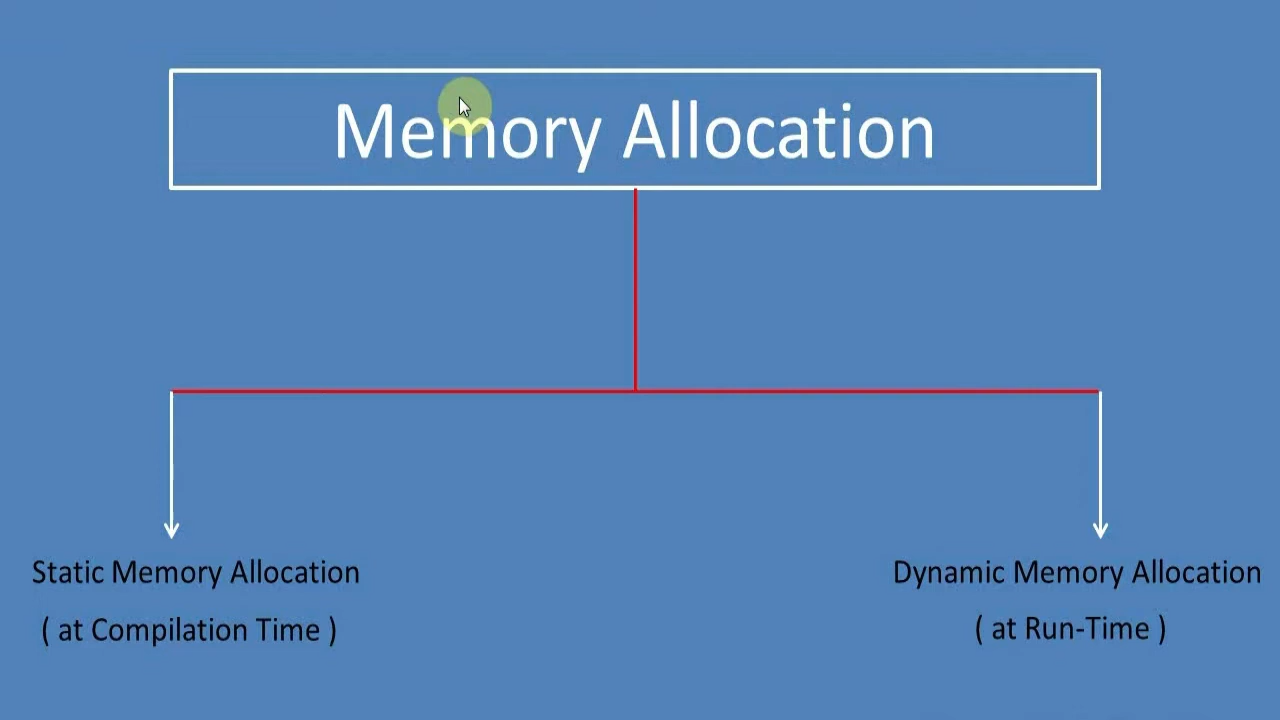 Memory Allocation
Static Memory Allocation
( at Compilation Time )
Dynamic Memory Allocation
( at Run-Time )